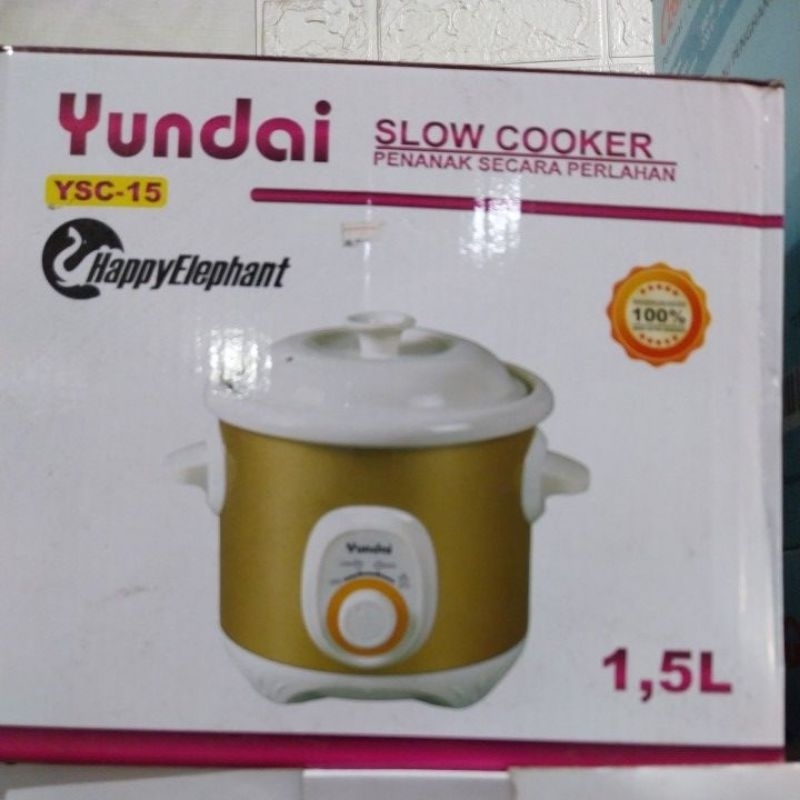 Yundai
SLOW COOKER
PENANAK SECARA PERLAHAN
YSC-15
HappyElephant
100%
Yundai
1,5L